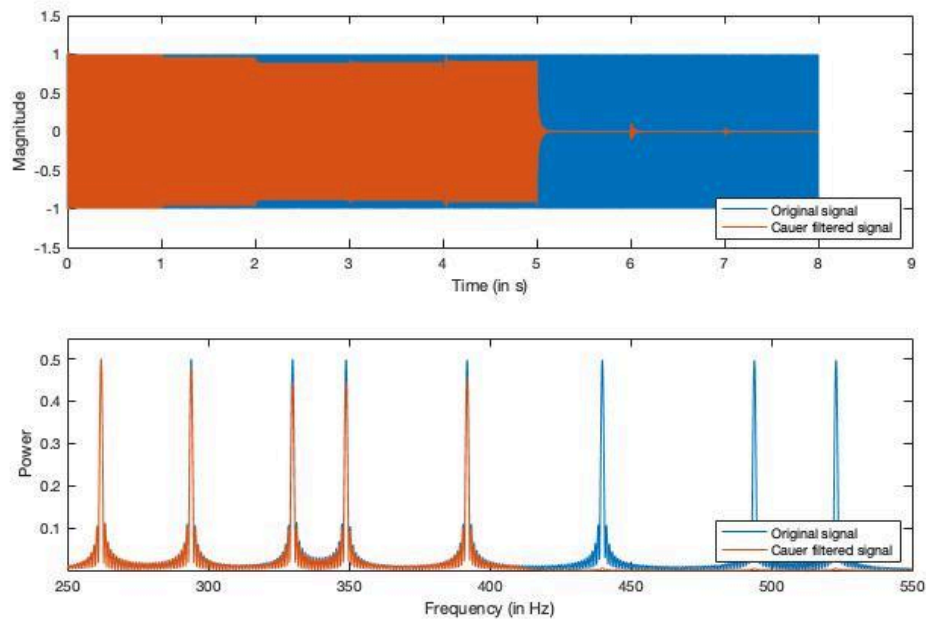 1.5
1
0.5
0
-0.5
-1
-1.5
Magnitude
Original signal
Cauer filtered signal
0 1 2 3 4 5 6 7 8 9
Time (in s)
0.5
0.4
0.3
0.2
0.1
Power
Original signal
Cauer filtered signal
250 300 350 400 450 500 550
Frequency (in Hz)